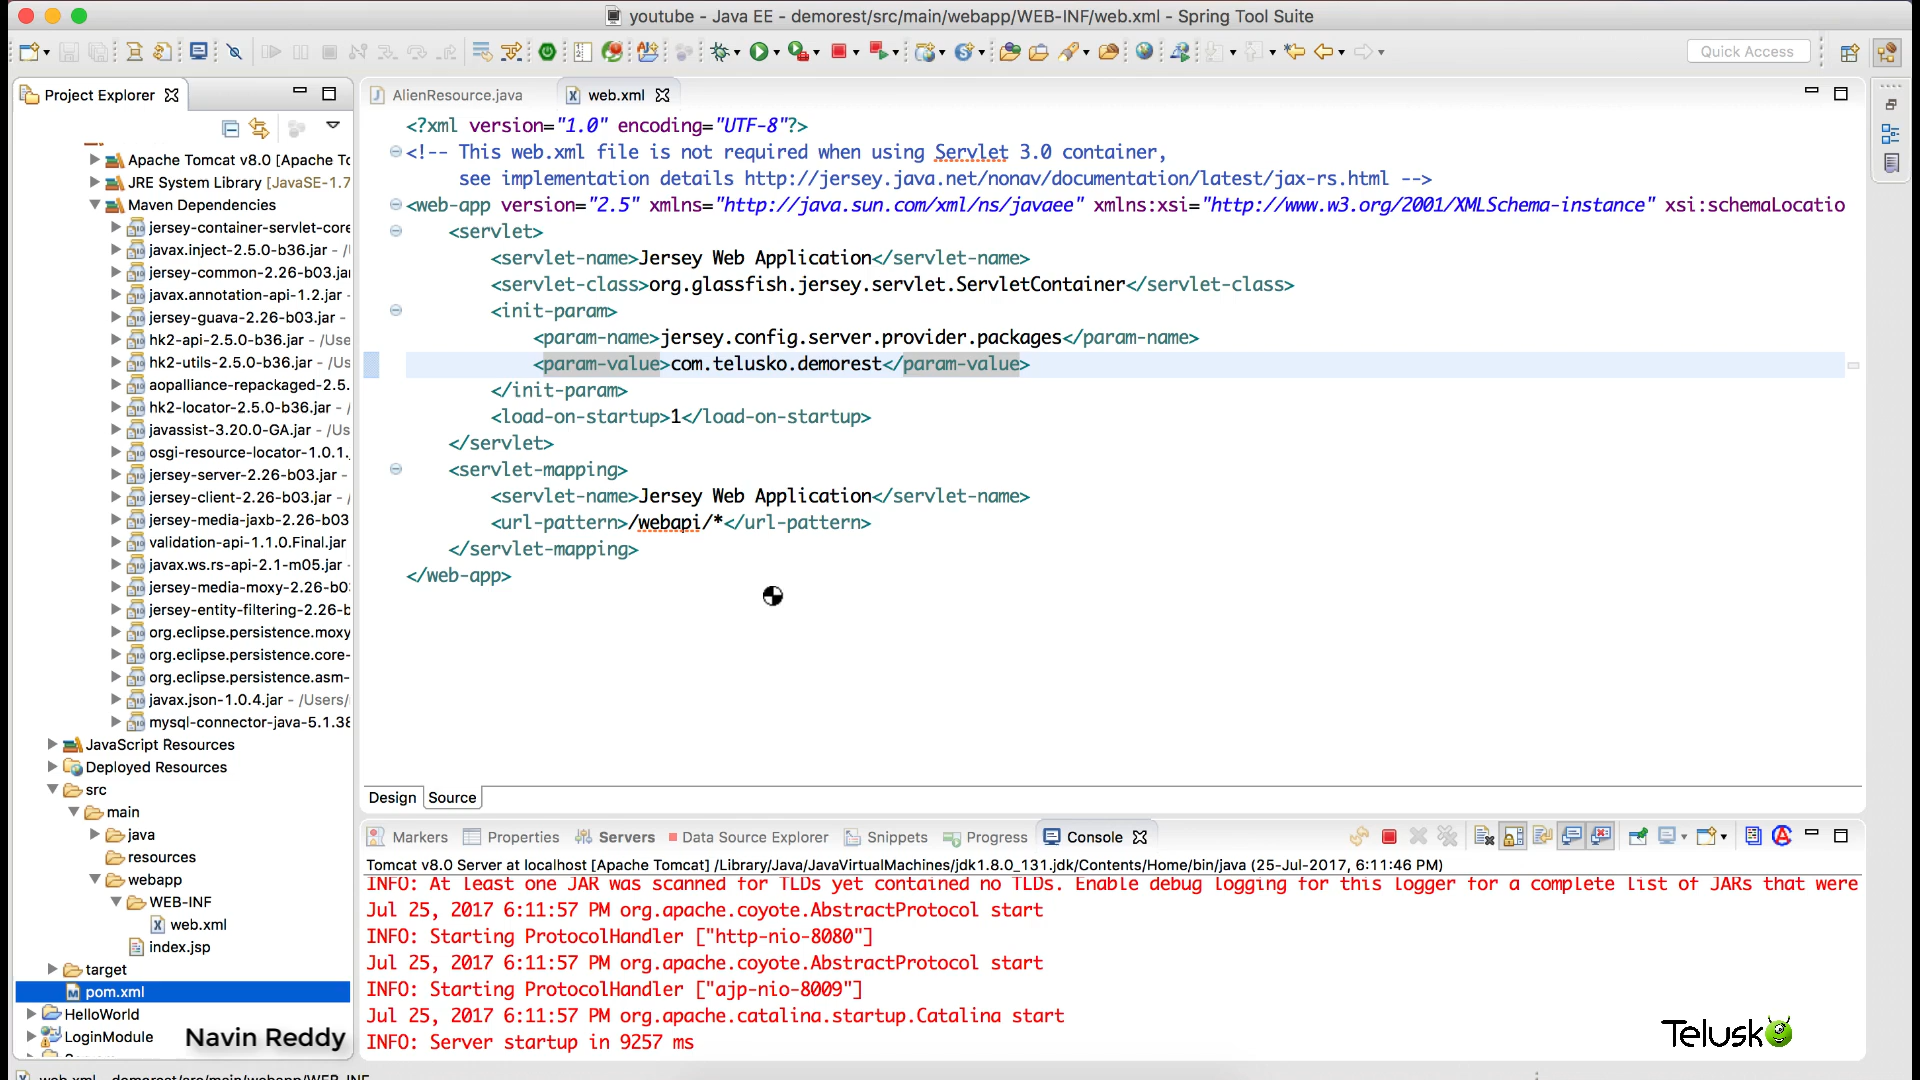 youtube - Java EE - demorest/src/main/webapp/WEB-INF/web.xml - Spring Tool Suite
Quick Access
Project Explorer
Apache Tomcat v8.0 [Apache To
JRE System Library [JavaSE-1.7
Maven Dependencies
jersey-container-servlet-core
javax.inject-2.5.0-b36.jar - /U
jersey-common-2.26-b03.jar
javax.annotation-api-1.2.jar -
jersey-guava-2.26-b03.jar -
hk2-api-2.5.0-b36.jar - /Use
hk2-utils-2.5.0-b36.jar - /Us
aopalliance-repackaged-2.5.
hk2-locator-2.5.0-b36.jar - /
javassist-3.20.0-GA.jar - /Us
osgi-resource-locator-1.0.1.
jersey-server-2.26-b03.jar -
jersey-client-2.26-b03.jar - /
jersey-media-jaxb-2.26-b03
validation-api-1.1.0.Final.jar
javax.ws.rs-api-2.1-m05.jar -
jersey-media-moxy-2.26-b0
jersey-entity-filtering-2.26-b
org.eclipse.persistence.moxy
org.eclipse.persistence.core-
org.eclipse.persistence.asm-
javax.json-1.0.4.jar - /Users/
mysql-connector-java-5.1.38
JavaScript Resources
Deployed Resources
src
main
java
resources
webapp
WEB-INF
web.xml
index.jsp
target
pom.xml
HelloWorld
LoginModule
Navin Reddy
AlienResource.java
web.xml
<?xml version="1.0" encoding="UTF-8"?>
<!-- This web.xml file is not required when using Servlet 3.0 container,
see implementation details http://jersey.java.net/nonav/documentation/latest/jax-rs.html -->
<web-app version="2.5" xmlns="http://java.sun.com/xml/ns/javaee" xmlns:xsi="http://www.w3.org/2001/XMLSchema-instance" xsi:schemaLocatio
<servlet>
<servlet-name>Jersey Web Application</servlet-name>
<servlet-class>org.glassfish.jersey.servlet.ServletContainer</servlet-class>
<init-param>
<param-name>jersey.config.server.provider.packages</param-name>
<param-value>com.telusko.demorest</param-value>
</init-param>
<load-on-startup>1</load-on-startup>
</servlet>
<servlet-mapping>
<servlet-name>Jersey Web Application</servlet-name>
<url-pattern>/webapi/*</url-pattern>
</servlet-mapping>
</web-app>
Design
Source
Markers
Properties
Servers
Data Source Explorer
Snippets
Progress
Console
Tomcat v8.0 Server at localhost [Apache Tomcat] /Library/Java/JavaVirtualMachines/jdk1.8.0_131.jdk/Contents/Home/bin/java (25-Jul-2017, 6:11:46 PM)
INFO: At least one JAR was scanned for TLDs yet contained no TLDs. Enable debug logging for this logger for a complete list of JARs that were
Jul 25, 2017 6:11:57 PM org.apache.coyote.AbstractProtocol start
INFO: Starting ProtocolHandler ["http-nio-8080"]
Jul 25, 2017 6:11:57 PM org.apache.coyote.AbstractProtocol start
INFO: Starting ProtocolHandler ["ajp-nio-8009"]
Jul 25, 2017 6:11:57 PM org.apache.catalina.startup.Catalina start
INFO: Server startup in 9257 ms
Telusko
web.xml - demorest/src/main/webapp/WEB-INF